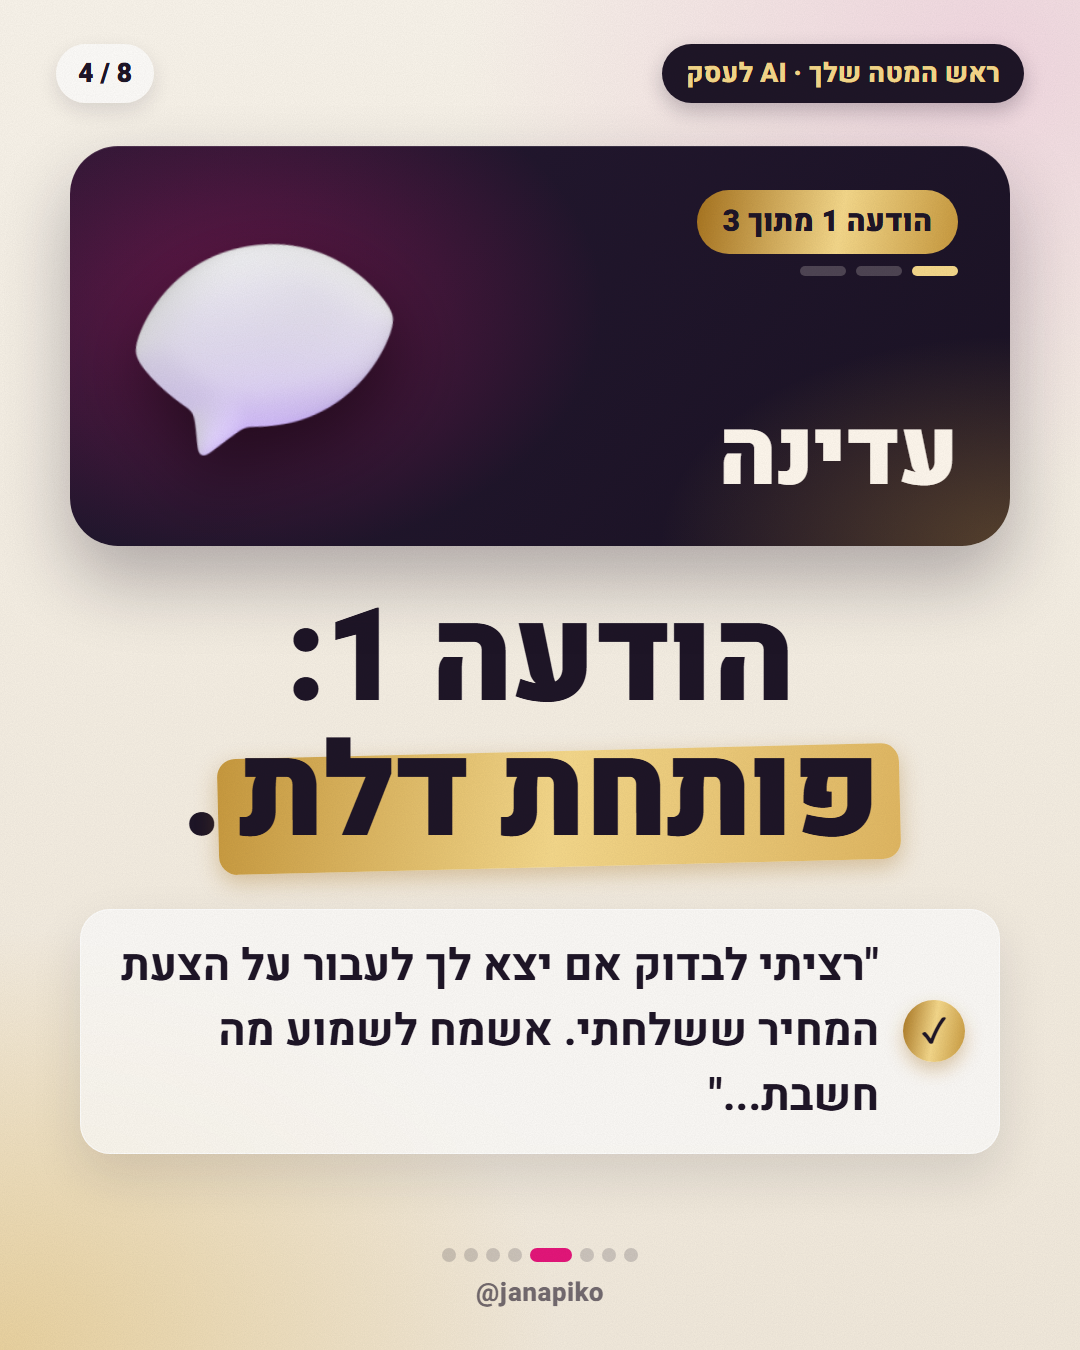 ראש המטה שלך · AI לעסק
4 / 8
הודעה 1 מתוך 3
עדינה
הודעה 1:
פותחת דלת.
"רציתי לבדוק אם יצא לך לעבור על הצעת
המחיר ששלחתי. אשמח לשמוע מה
חשבת..."
@janapiko